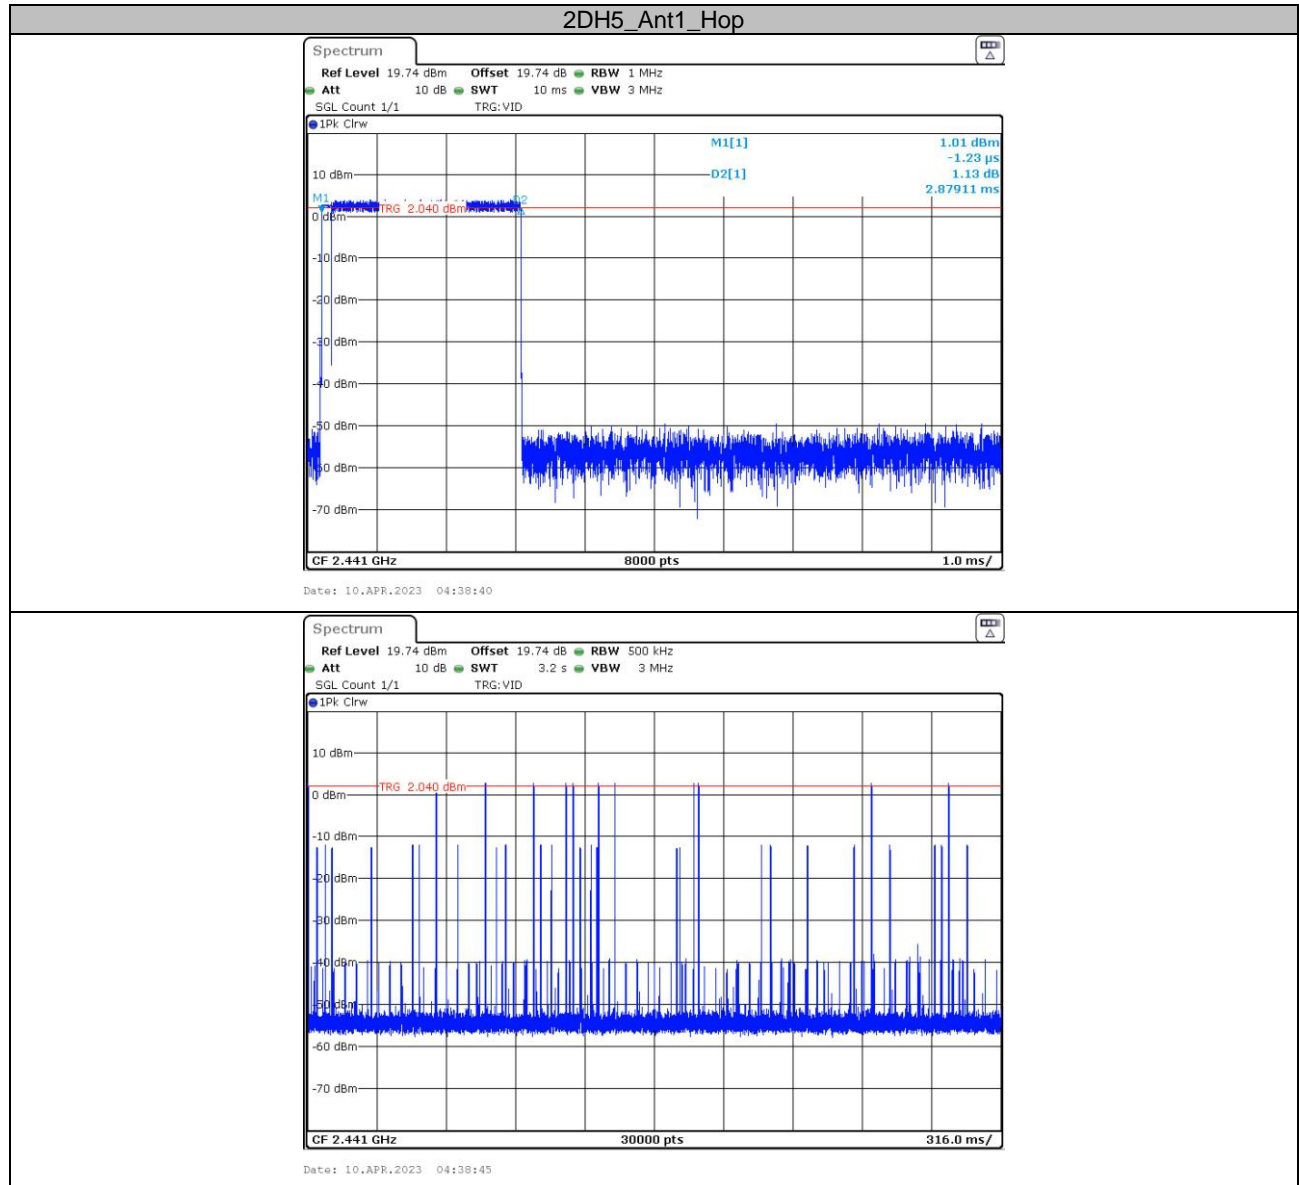 2DH5_Ant1_Hop
Spectrum
Ref Level 19.74 dBm Offset 19.74 dB RBW 1 MHz
Att 10 dB SWT 10 ms VBW 3 MHz
SGL Count 1/1 TRG:VID
1Pk Clrw
M1[1] 1.01 dBm
-1.23 µs
10 dBm D2[1] 1.13 dB
2.87911 ms
M1 D2
TRG 2.040 dBm
0 dBm
-10 dBm
-20 dBm
-30 dBm
-40 dBm
-50 dBm
-60 dBm
-70 dBm
CF 2.441 GHz 8000 pts 1.0 ms/
Date: 10.APR.2023 04:38:40
Spectrum
Ref Level 19.74 dBm Offset 19.74 dB RBW 500 kHz
Att 10 dB SWT 3.2 s VBW 3 MHz
SGL Count 1/1 TRG:VID
1Pk Clrw
10 dBm
TRG 2.040 dBm
0 dBm
-10 dBm
-20 dBm
-30 dBm
-40 dBm
-50 dBm
-60 dBm
-70 dBm
CF 2.441 GHz 30000 pts 316.0 ms/
Date: 10.APR.2023 04:38:45